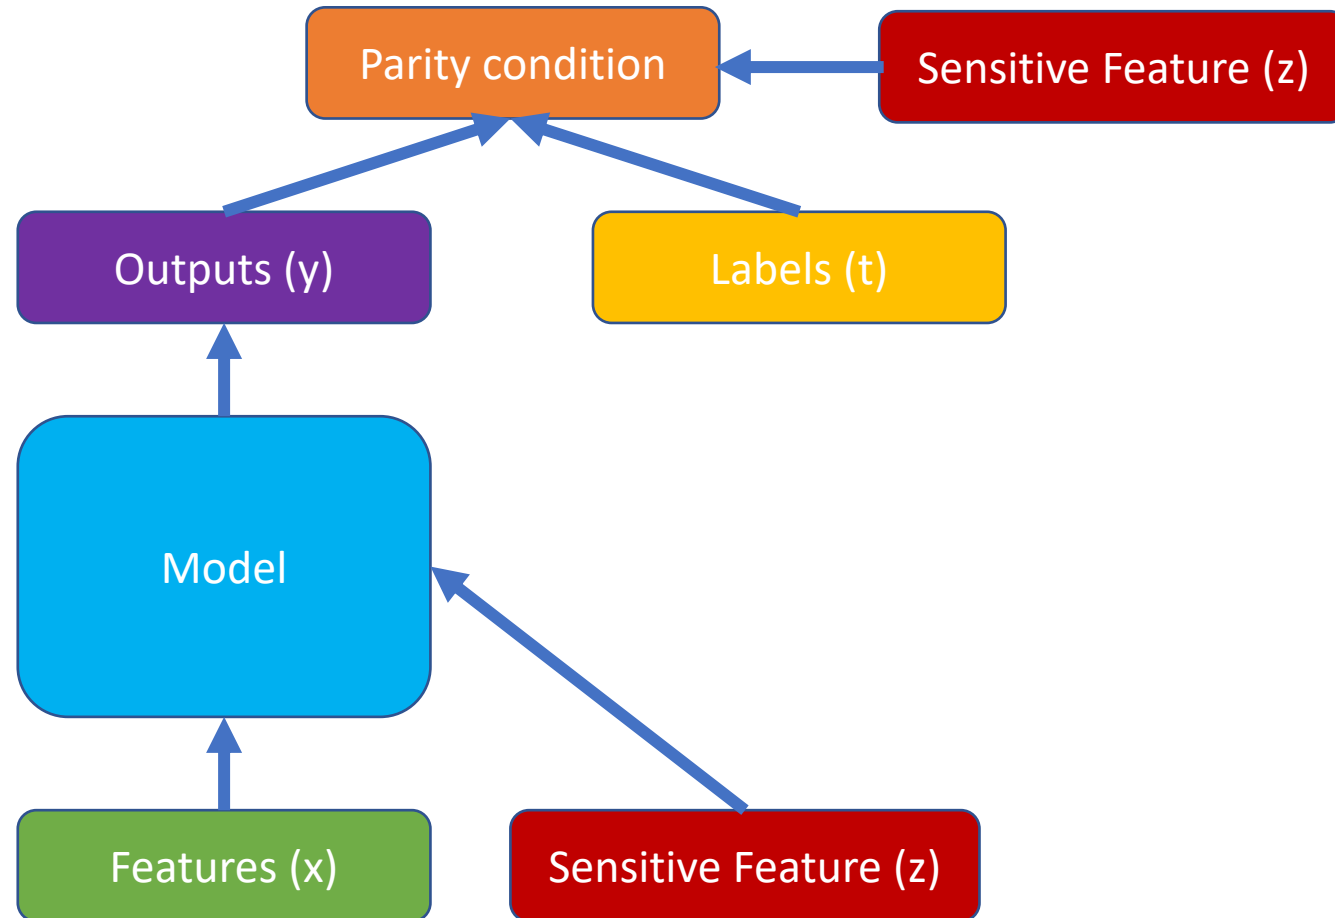 Parity condition
Sensitive Feature (z)
Outputs (y)
Labels (t)
Model
Features (x)
Sensitive Feature (z)